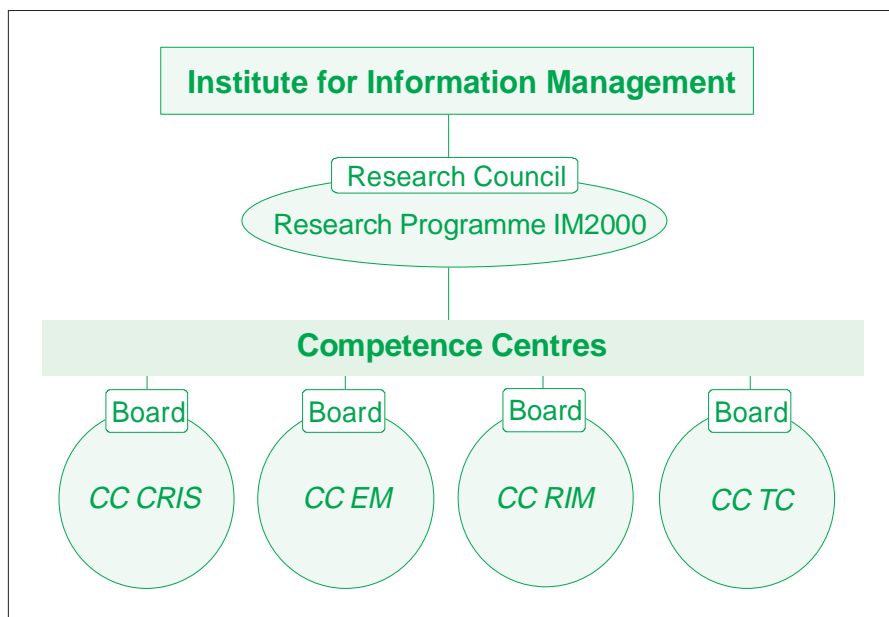 Institute for Information Management
Research Council
Research Programme IM2000
Competence Centres
Board Board Board Board
CC CRIS CC EM CC RIM CC TC